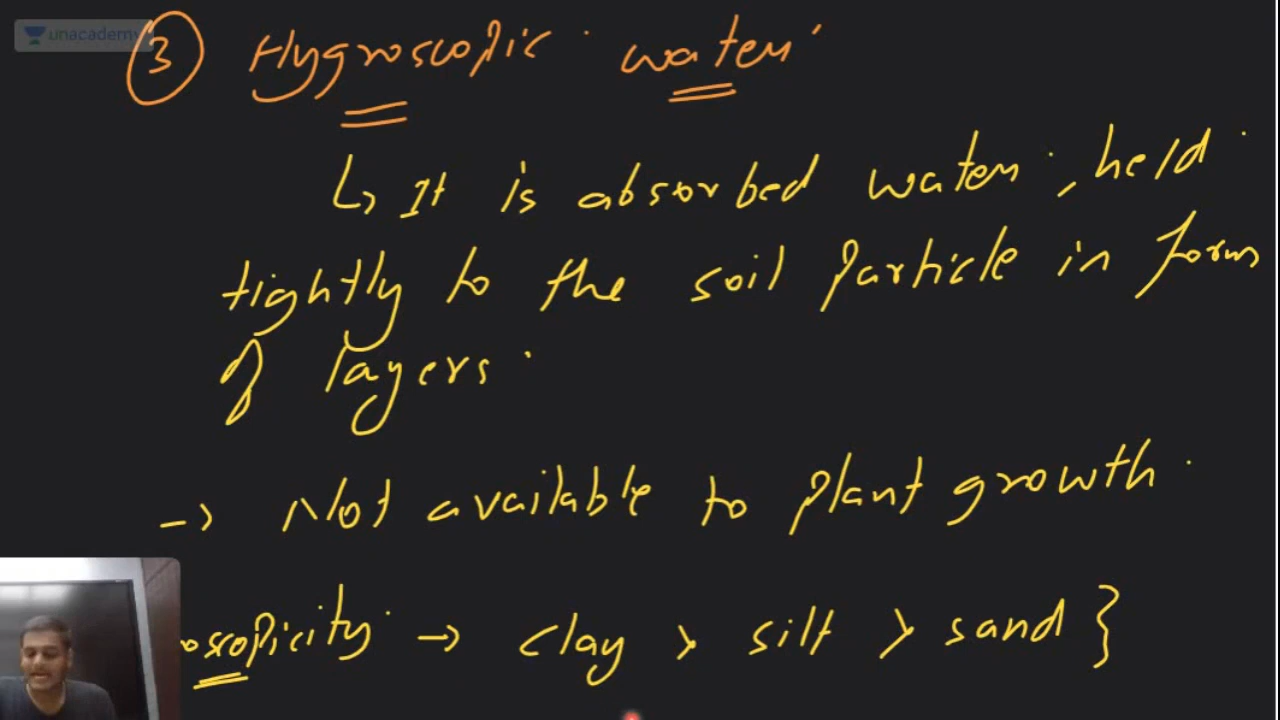 unacademy
3 Hygroscopic water
↳ It is absorbed water, held
tightly to the soil particle in form
of layers.
→ Not available to plant growth.
oscopicity → clay > silt > sand }